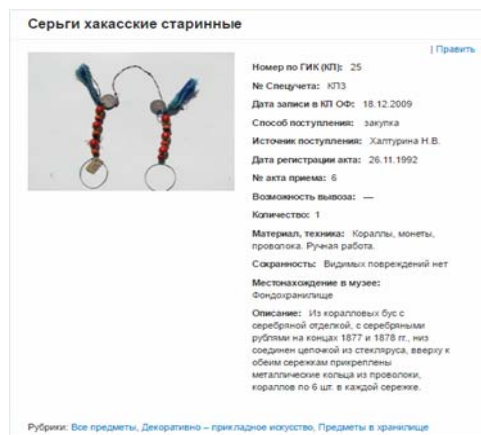 Серьги хакасские старинные
| Править
Номер по ГИК (КП): 25
№ Спецучета: КП3
Дата записи в КП ОФ: 18.12.2009
Способ поступления: закупка
Источник поступления: Халтурина Н.В.
Дата регистрации акта: 26.11.1992
№ акта приема: 6
Возможность вывоза: —
Количество: 1
Материал, техника: Кораллы, монеты,
проволока. Ручная работа.
Сохранность: Видимых повреждений нет
Местонахождение в музее:
Фондохранилище
Описание: Из коралловых бус с
серебряной отделкой, с серебряными
рублями на концах 1877 и 1878 гг., низ
соединен цепочкой из стекляруса, вверху к
обеим сережкам прикреплены
металлические кольца из проволоки,
кораллов по 6 шт. в каждой сережке.
Рубрики: Все предметы, Декоративно – прикладное искусство, Предметы в хранилище